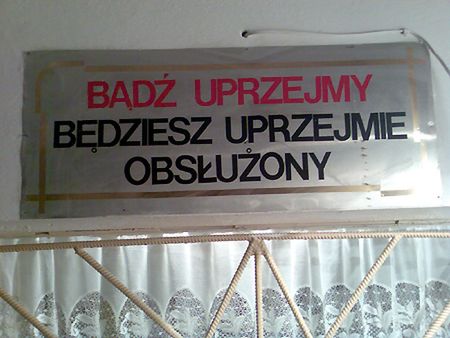 BĄDŹ UPRZEJMY
BĘDZIESZ UPRZEJMIE
OBSŁUŻONY